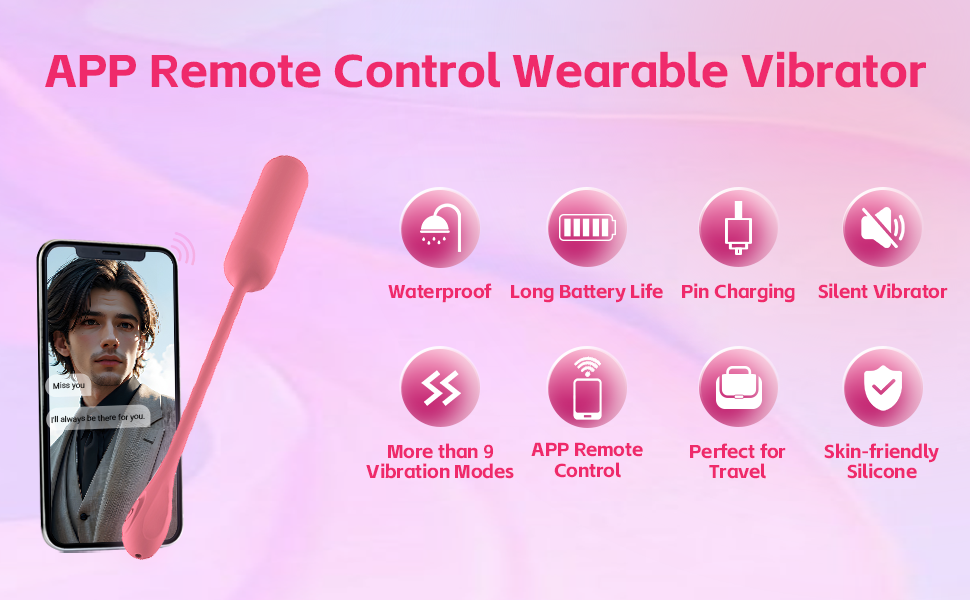 APP Remote Control Wearable Vibrator
Miss you
I'll always be there for you.
Waterproof
Long Battery Life
Pin Charging
Silent Vibrator
More than 9
Vibration Modes
APP Remote
Control
Perfect for
Travel
Skin-friendly
Silicone